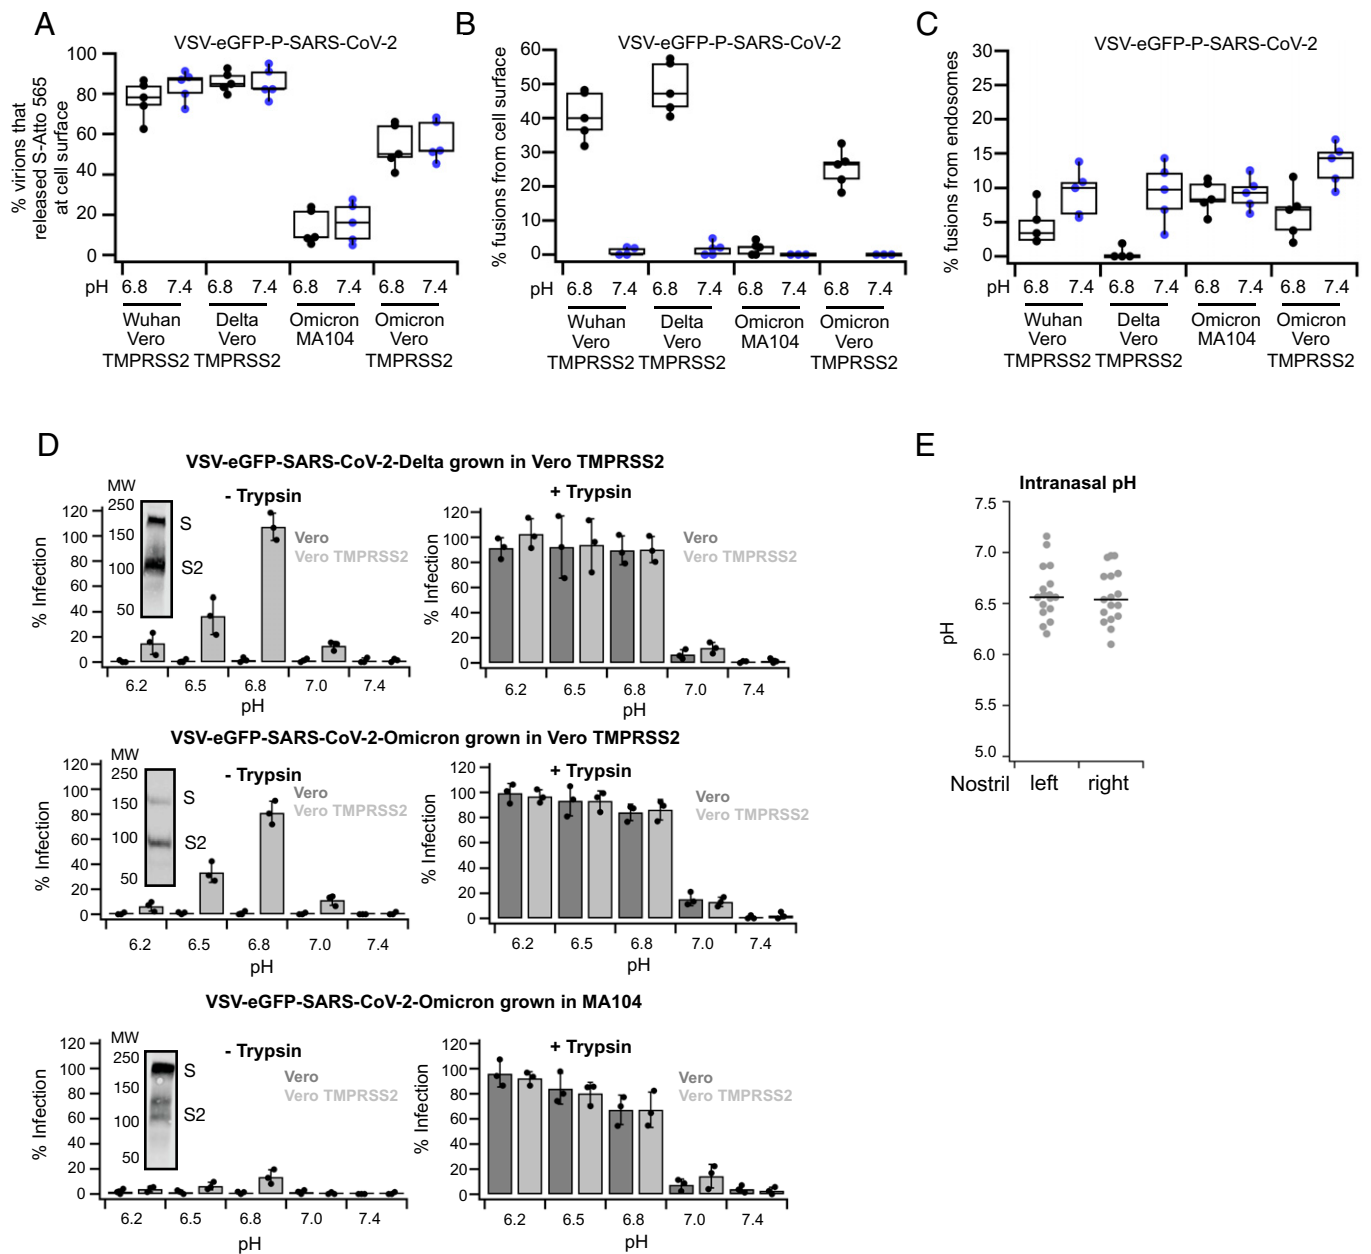 A
VSV-eGFP-P-SARS-CoV-2
% virions that
released S-Atto 565
at cell surface
100
80
60
40
20
0
pH 6.8 7.4 6.8 7.4 6.8 7.4 6.8 7.4
Wuhan Delta Omicron Omicron
Vero Vero MA104 Vero
TMPRSS2 TMPRSS2 TMPRSS2
B
VSV-eGFP-P-SARS-CoV-2
% fusions from cell surface
60
50
40
30
20
10
0
pH 6.8 7.4 6.8 7.4 6.8 7.4 6.8 7.4
Wuhan Delta Omicron Omicron
Vero Vero MA104 Vero
TMPRSS2 TMPRSS2 TMPRSS2
C
VSV-eGFP-P-SARS-CoV-2
% fusions from endosomes
30
25
20
15
10
5
0
pH 6.8 7.4 6.8 7.4 6.8 7.4 6.8 7.4
Wuhan Delta Omicron Omicron
Vero Vero MA104 Vero
TMPRSS2 TMPRSS2 TMPRSS2
D
VSV-eGFP-SARS-CoV-2-Delta grown in Vero TMPRSS2
% Infection
120
100
80
60
40
20
0
MW
250
150
100
50
S
S2
- Trypsin
Vero
Vero TMPRSS2
6.2 6.5 6.8 7.0 7.4
pH
% Infection
120
100
80
60
40
20
0
+ Trypsin
Vero
Vero TMPRSS2
6.2 6.5 6.8 7.0 7.4
pH
VSV-eGFP-SARS-CoV-2-Omicron grown in Vero TMPRSS2
% Infection
120
100
80
60
40
20
0
MW
250
150
100
50
S
S2
- Trypsin
Vero
Vero TMPRSS2
6.2 6.5 6.8 7.0 7.4
pH
% Infection
120
100
80
60
40
20
0
+ Trypsin
Vero
Vero TMPRSS2
6.2 6.5 6.8 7.0 7.4
pH
VSV-eGFP-SARS-CoV-2-Omicron grown in MA104
% Infection
120
100
80
60
40
20
0
MW
250
150
100
50
S
S2
- Trypsin
Vero
Vero TMPRSS2
6.2 6.5 6.8 7.0 7.4
pH
% Infection
120
100
80
60
40
20
0
+ Trypsin
Vero
Vero TMPRSS2
6.2 6.5 6.8 7.0 7.4
pH
E
Intranasal pH
pH
7.5
7.0
6.5
6.0
5.5
5.0
Nostril left right